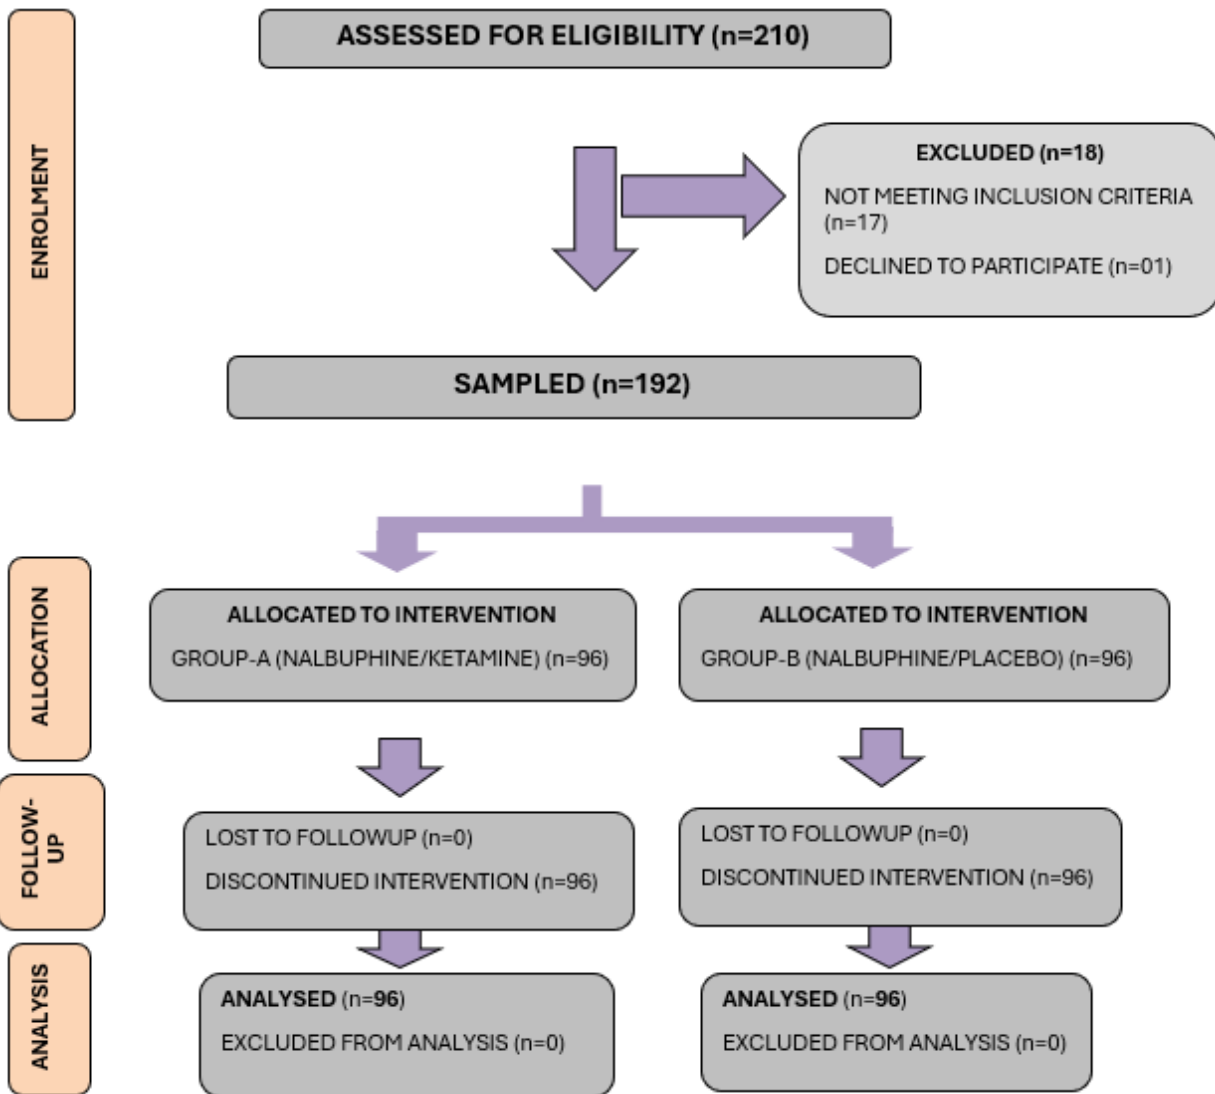 ENROLMENT
ASSESSED FOR ELIGIBILITY (n=210)
EXCLUDED (n=18)
NOT MEETING INCLUSION CRITERIA
(n=17)
DECLINED TO PARTICIPATE (n=01)
SAMPLED (n=192)
ALLOCATION
ALLOCATED TO INTERVENTION
GROUP-A (NALBUPHINE/KETAMINE) (n=96)
ALLOCATED TO INTERVENTION
GROUP-B (NALBUPHINE/PLACEBO) (n=96)
FOLLOW-
UP
LOST TO FOLLOWUP (n=0)
DISCONTINUED INTERVENTION (n=96)
LOST TO FOLLOWUP (n=0)
DISCONTINUED INTERVENTION (n=96)
ANALYSIS
ANALYSED (n=96)
EXCLUDED FROM ANALYSIS (n=0)
ANALYSED (n=96)
EXCLUDED FROM ANALYSIS (n=0)